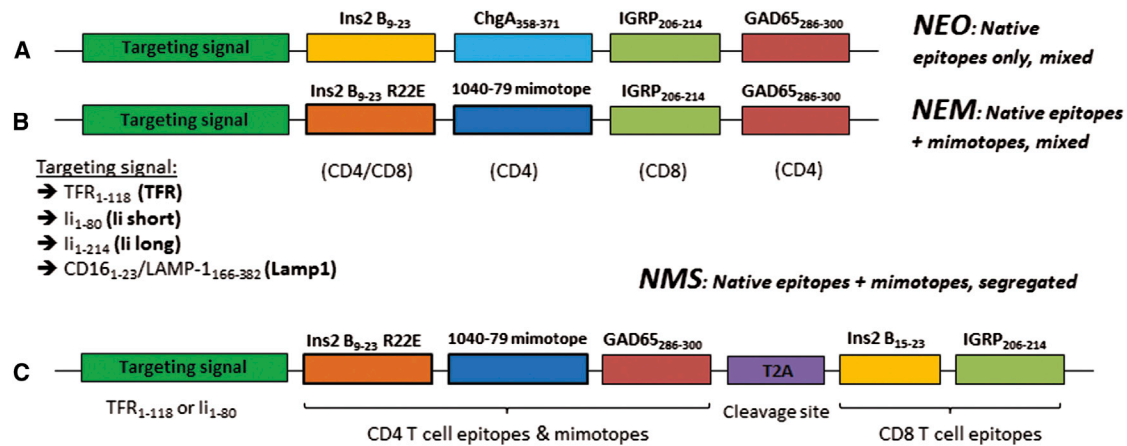 Ins2 B9-23 ChgA358-371 IGRP206-214 GAD65286-300
A Targeting signal
NEO: Native
epitopes only, mixed
Ins2 B9-23 R22E 1040-79 mimotope IGRP206-214 GAD65286-300
B Targeting signal
NEM: Native epitopes
+ mimotopes, mixed
(CD4/CD8) (CD4) (CD8) (CD4)
Targeting signal:
➔ TFR1-118 (TFR)
➔ Ii1-80 (Ii short)
➔ Ii1-214 (Ii long)
➔ CD161-23/LAMP-1166-382 (Lamp1)
NMS: Native epitopes + mimotopes, segregated
Ins2 B9-23 R22E 1040-79 mimotope GAD65286-300 Ins2 B15-23 IGRP206-214
C Targeting signal T2A
TFR1-118 or Ii1-80 Cleavage site
CD4 T cell epitopes & mimotopes CD8 T cell epitopes